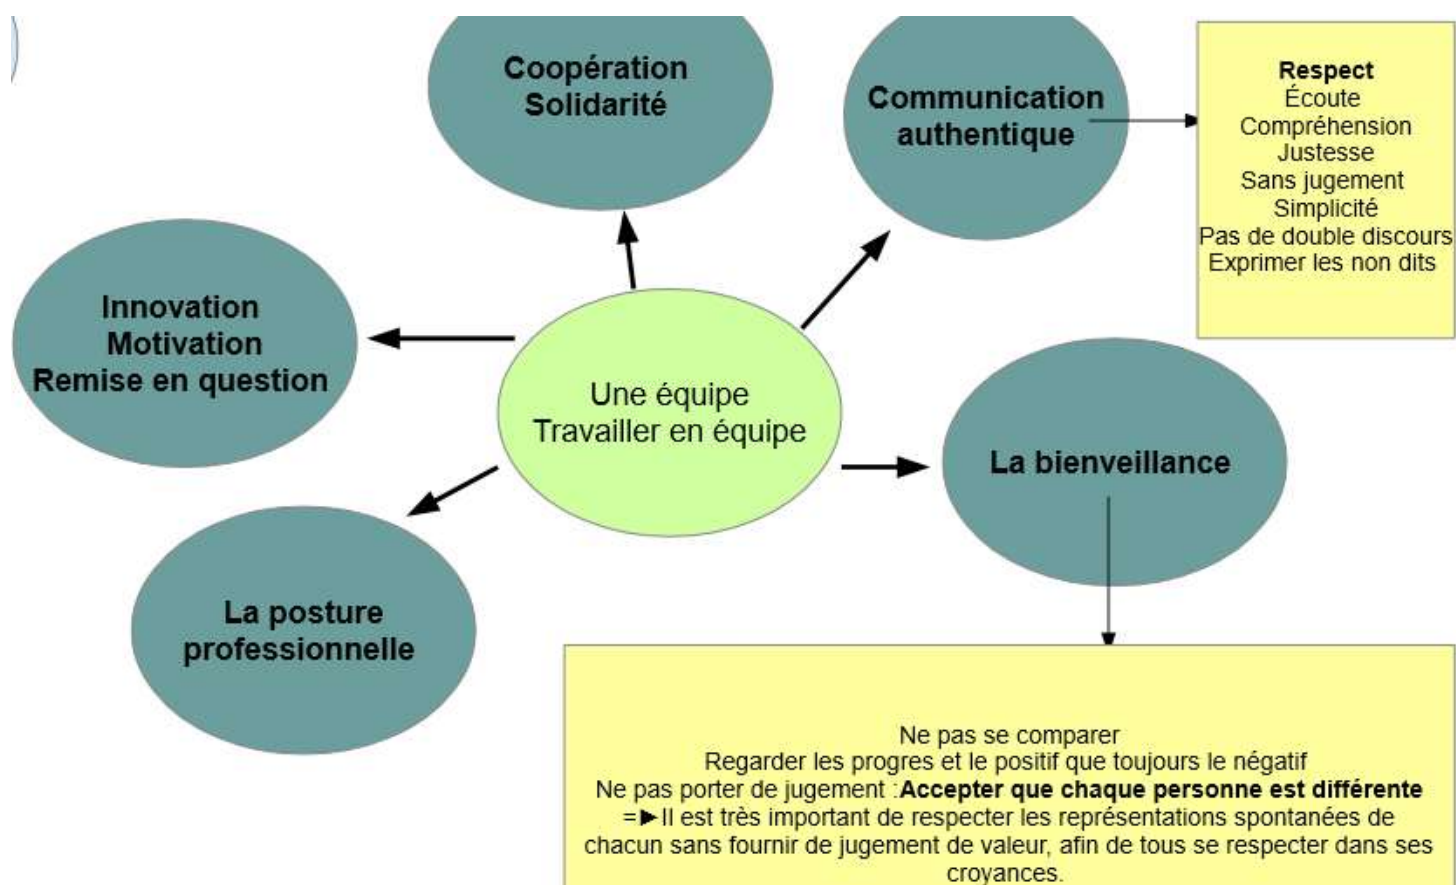 Coopération
Solidarité
Communication
authentique
Respect
Écoute
Compréhension
Justesse
Sans jugement
Simplicité
Pas de double discours
Exprimer les non dits
Innovation
Motivation
Remise en question
Une équipe
Travailler en équipe
La bienveillance
La posture
professionnelle
Ne pas se comparer
Regarder les progres et le positif que toujours le négatif
Ne pas porter de jugement :Accepter que chaque personne est différente
=►Il est très important de respecter les représentations spontanées de
chacun sans fournir de jugement de valeur, afin de tous se respecter dans ses
croyances.